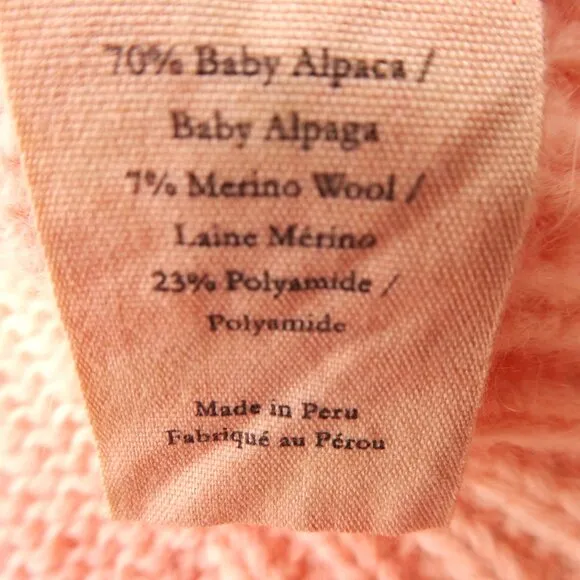 70% Baby Alpaca /
Baby Alpaga
7% Merino Wool /
Laine Mérino
23% Polyamide /
Polyamide
Made in Peru
Fabriqué au Pérou